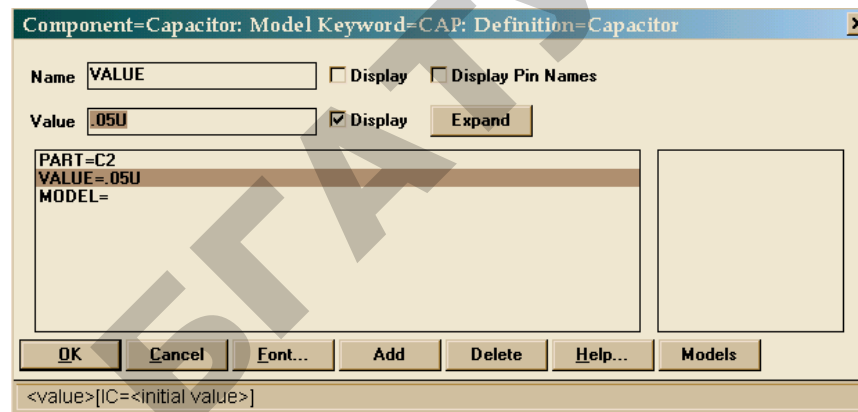 Component=Capacitor: Model Keyword=CAP: Definition=Capacitor
Name VALUE Display Display Pin Names
Value .05U Display Expand
PART=C2
VALUE=.05U
MODEL=
OK Cancel Font... Add Delete Help... Models
<value>[IC=<initial value>]
БГАТУ